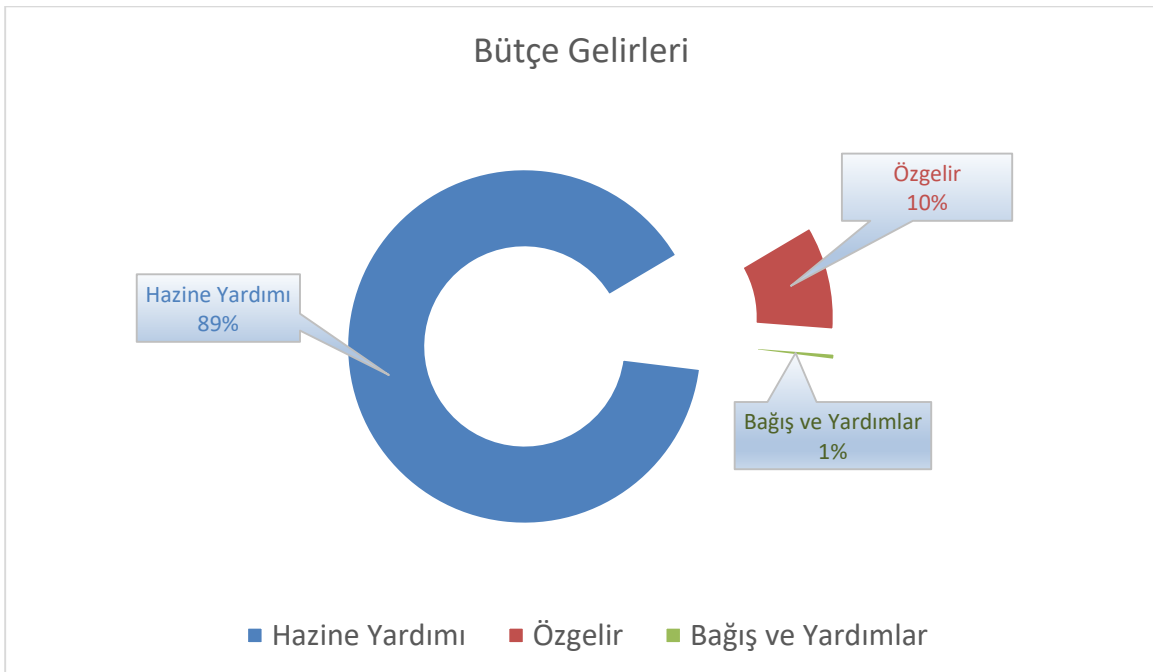 Bütçe Gelirleri
Özgelir
10%
Hazine Yardımı
89%
Bağış ve Yardımlar
1%
Hazine Yardımı Özgelir Bağış ve Yardımlar